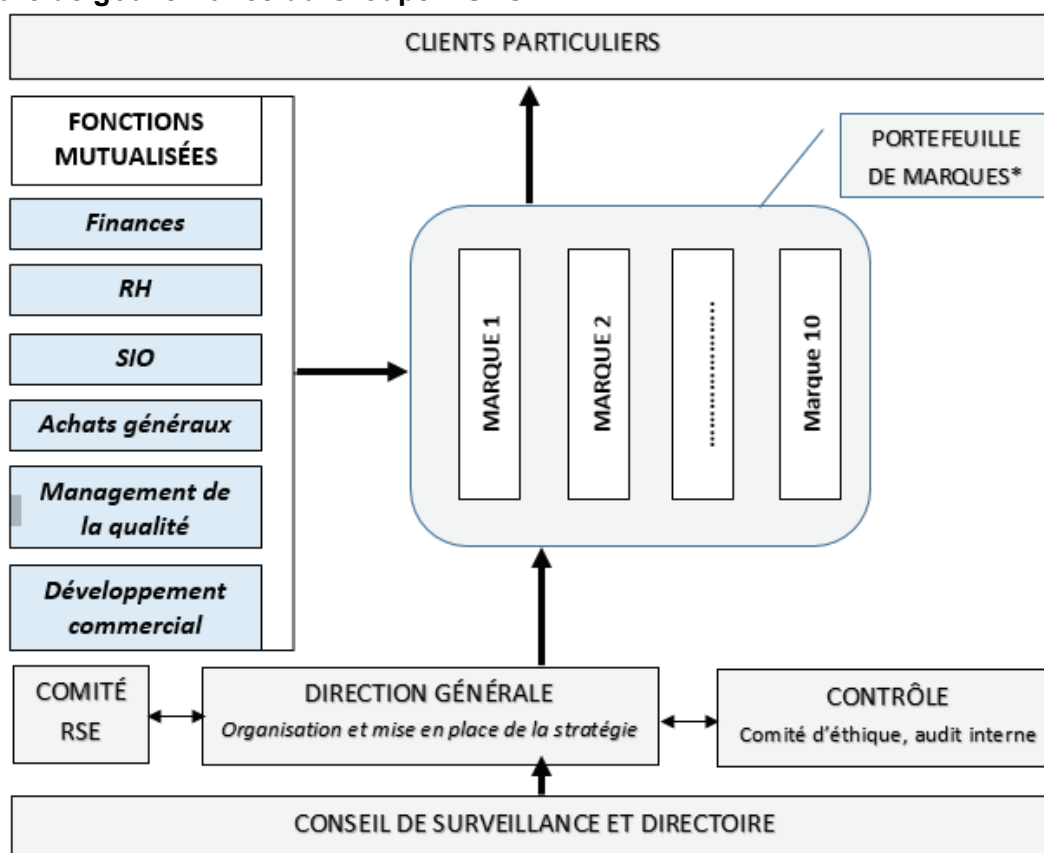 CLIENTS PARTICULIERS
FONCTIONS
MUTUALISÉES
Finances
RH
SIO
Achats généraux
Management de
la qualité
Développement
commercial
PORTEFEUILLE
DE MARQUES*
MARQUE 1
MARQUE 2
........................
Marque 10
COMITÉ
RSE
DIRECTION GÉNÉRALE
Organisation et mise en place de la stratégie
CONTRÔLE
Comité d'éthique, audit interne
CONSEIL DE SURVEILLANCE ET DIRECTOIRE